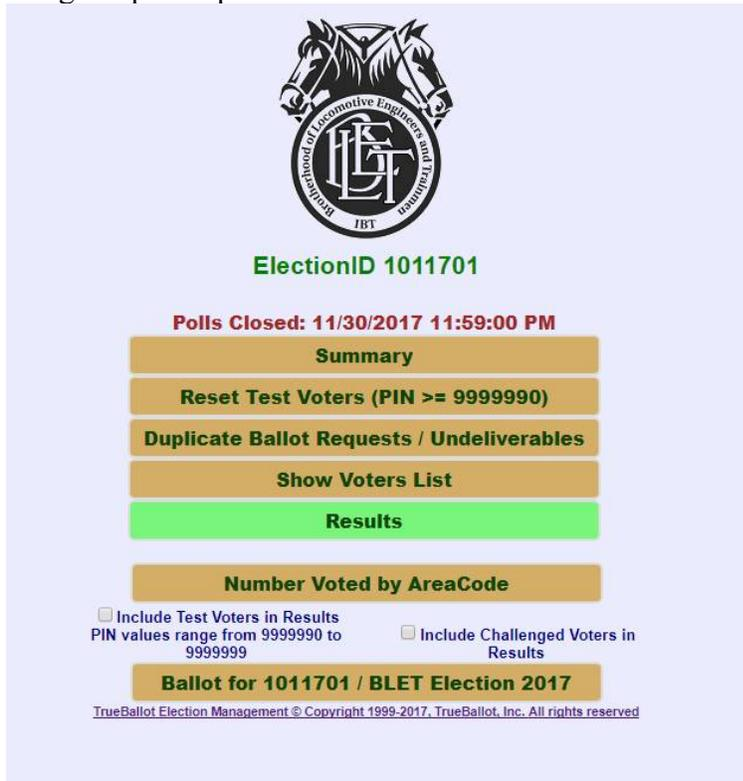 Brotherhood of Locomotive Engineers and Trainmen
BLET
IBT
ElectionID 1011701
Polls Closed: 11/30/2017 11:59:00 PM
Summary
Reset Test Voters (PIN >= 9999990)
Duplicate Ballot Requests / Undeliverables
Show Voters List
Results
Number Voted by AreaCode
Include Test Voters in Results
PIN values range from 9999990 to
9999999
Include Challenged Voters in
Results
Ballot for 1011701 / BLET Election 2017
TrueBallot Election Management © Copyright 1999-2017, TrueBallot, Inc. All rights reserved